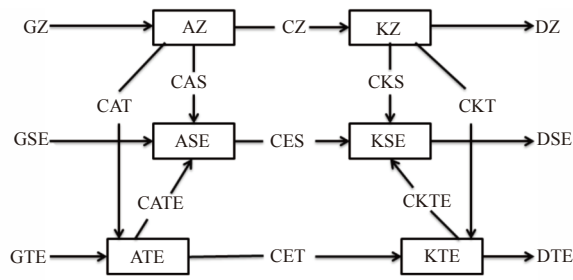 GZ AZ CZ KZ DZ
CAS CKS
CAT CKT
GSE ASE CES KSE DSE
CATE CKTE
GTE ATE CET KTE DTE